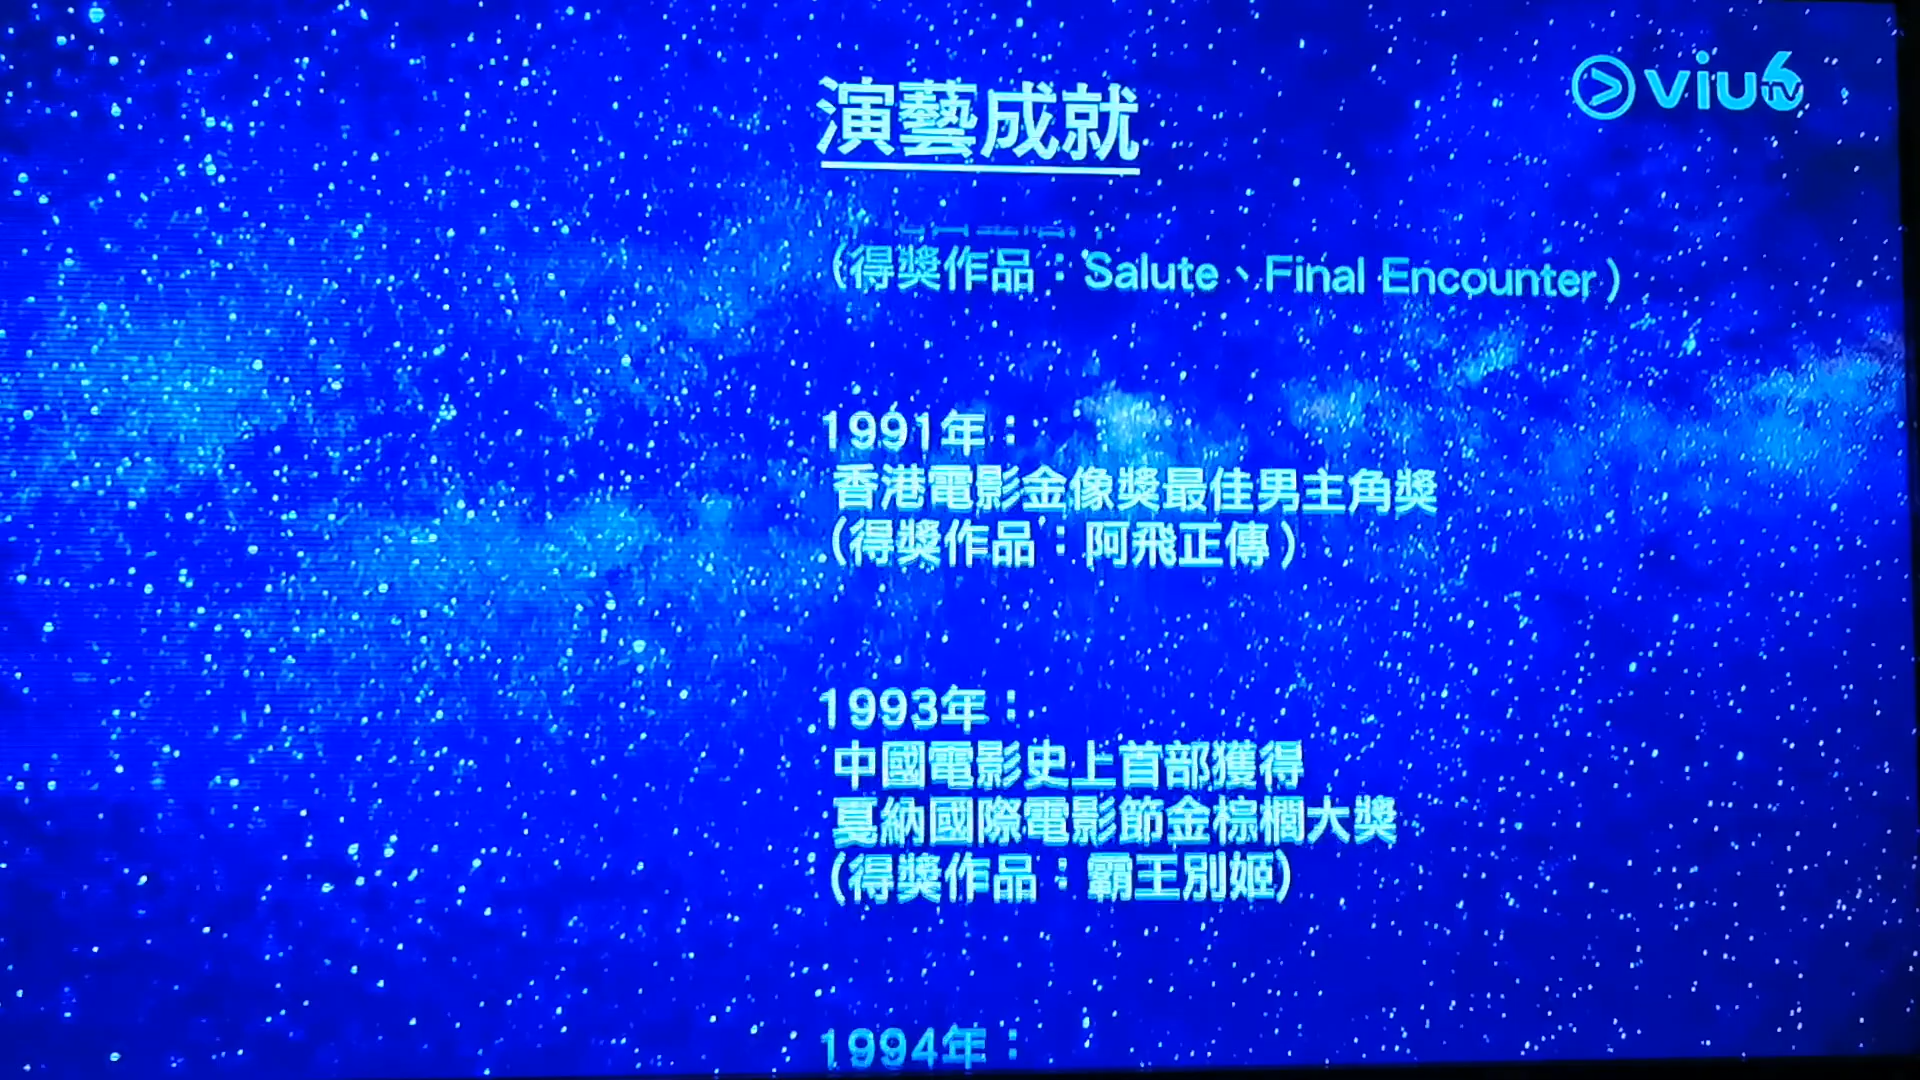 演藝成就
viu6
TV
(得獎作品：Salute、Final Encounter)
1991年：
香港電影金像獎最佳男主角獎
(得獎作品：阿飛正傳)
1993年：
中國電影史上首部獲得
戛納國際電影節金棕櫚大獎
(得獎作品：霸王別姬)
1994年：